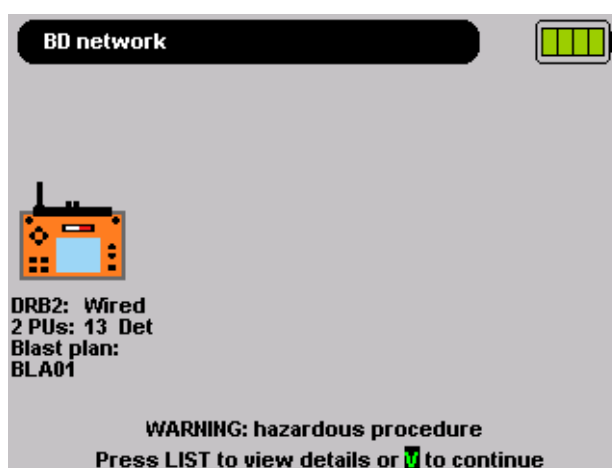 BD network
DRB2: Wired
2 PUs: 13 Det
Blast plan:
BLA01
WARNING: hazardous procedure
Press LIST to view details or V to continue